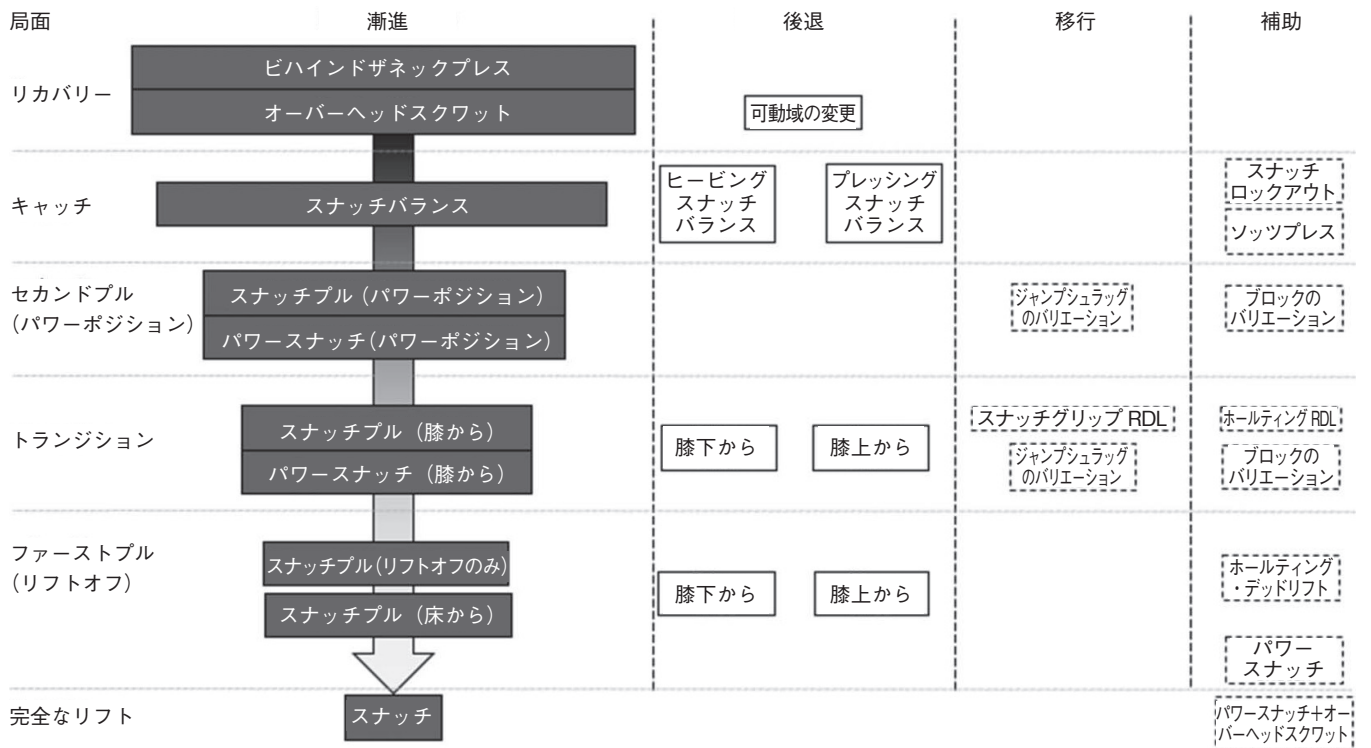 局面
漸進
後退
移行
補助
リカバリー
ビハインドザネックプレス
オーバーヘッドスクワット
可動域の変更
キャッチ
スナッチバランス
ヒービング
スナッチ
バランス
プレッシング
スナッチ
バランス
スナッチ
ロックアウト
ソッツプレス
セカンドプル
(パワーポジション)
スナッチプル(パワーポジション)
パワースナッチ(パワーポジション)
ジャンプシュラッグ
のバリエーション
ブロックの
バリエーション
トランジション
スナッチプル(膝から)
パワースナッチ(膝から)
膝下から
膝上から
スナッチグリップ RDL
ジャンプシュラッグ
のバリエーション
ホールティング RDL
ブロックの
バリエーション
ファーストプル
(リフトオフ)
スナッチプル(リフトオフのみ)
スナッチプル(床から)
膝下から
膝上から
ホールティング
・デッドリフト
パワー
スナッチ
完全なリフト
スナッチ
パワースナッチ+オー
バーヘッドスクワット